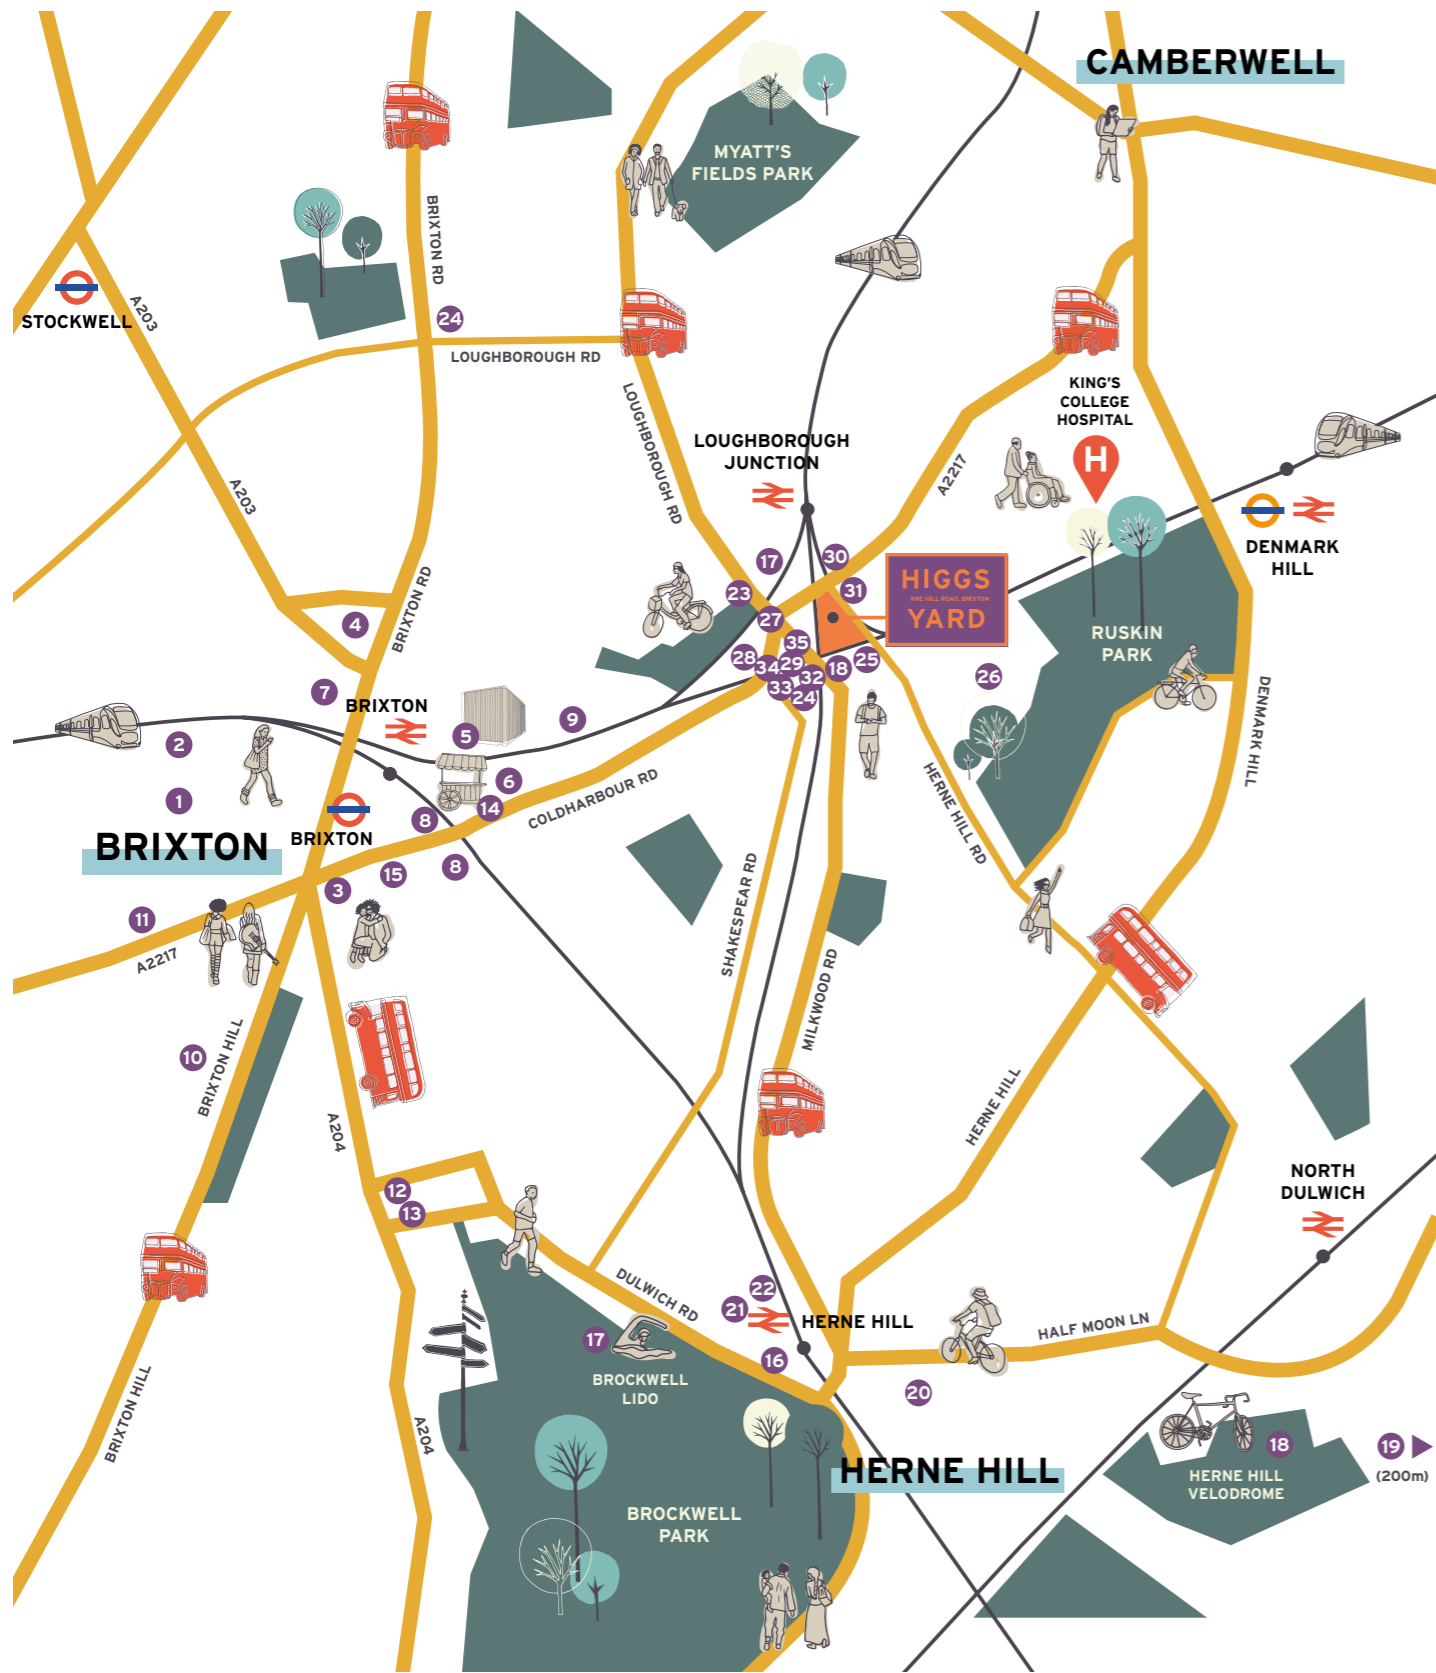 CAMBERWELL
MYATT'S
FIELDS PARK
BRIXTON RD
STOCKWELL
A203
24
LOUGHBOROUGH RD
KING'S
COLLEGE
HOSPITAL
H
LOUGHBOROUGH RD
LOUGHBOROUGH
JUNCTION
A2217
A203
DENMARK
HILL
17
30
23
31
HIGGS
YARD
27
4
BRIXTON RD
RUSKIN
PARK
35
28
34
29
18
25
32
33
24
26
7
BRIXTON
DENMARK HILL
9
2
5
6
1
14
COLDHARBOUR RD
HERNE HILL RD
8
BRIXTON
BRIXTON
8
15
3
11
A2217
SHAKESPEAR RD
MILKWOOD RD
10
BRIXTON HILL
A204
HERNE HILL
12
13
NORTH
DULWICH
DULWICH RD
22
21
HERNE HILL
HALF MOON LN
17
16
BROCKWELL
LIDO
20
BRIXTON HILL
A204
18
19
(200m)
HERNE HILL
VELODROME
HERNE HILL
BROCKWELL
PARK